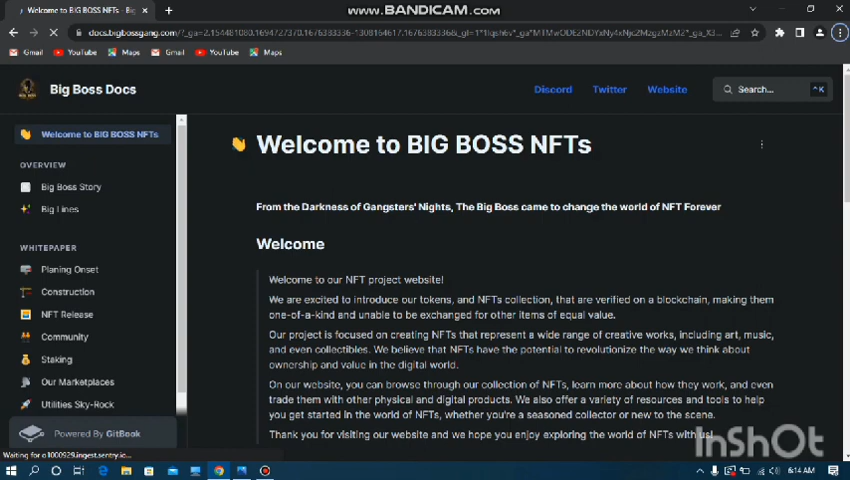 Welcome to BIG BOSS NFTs - Big
www.BANDICAM.com
Gmail
YouTube
Maps
Gmail
YouTube
Maps
Big Boss Docs
Discord
Twitter
Website
Search...
^K
Welcome to BIG BOSS NFTs
OVERVIEW
Big Boss Story
Big Lines
WHITEPAPER
Planing Onset
Construction
NFT Release
Community
Staking
Our Marketplaces
Utilities Sky-Rock
Powered By GitBook
Welcome to BIG BOSS NFTs
From the Darkness of Gangsters' Nights, The Big Boss came to change the world of NFT Forever
Welcome
Welcome to our NFT project website!
We are excited to introduce our tokens, and NFTs collection, that are verified on a blockchain, making them
one-of-a-kind and unable to be exchanged for other items of equal value.
Our project is focused on creating NFTs that represent a wide range of creative works, including art, music,
and even collectibles. We believe that NFTs have the potential to revolutionize the way we think about
ownership and value in the digital world.
On our website, you can browse through our collection of NFTs, learn more about how they work, and even
trade them with other physical and digital products. We also offer a variety of resources and tools to help
you get started in the world of NFTs, whether you're a seasoned collector or new to the scene.
Thank you for visiting our website and we hope you enjoy exploring the world of NFTs with us!
InShOt
Waiting for o1000929.ingest.sentry.io...
6:14 AM